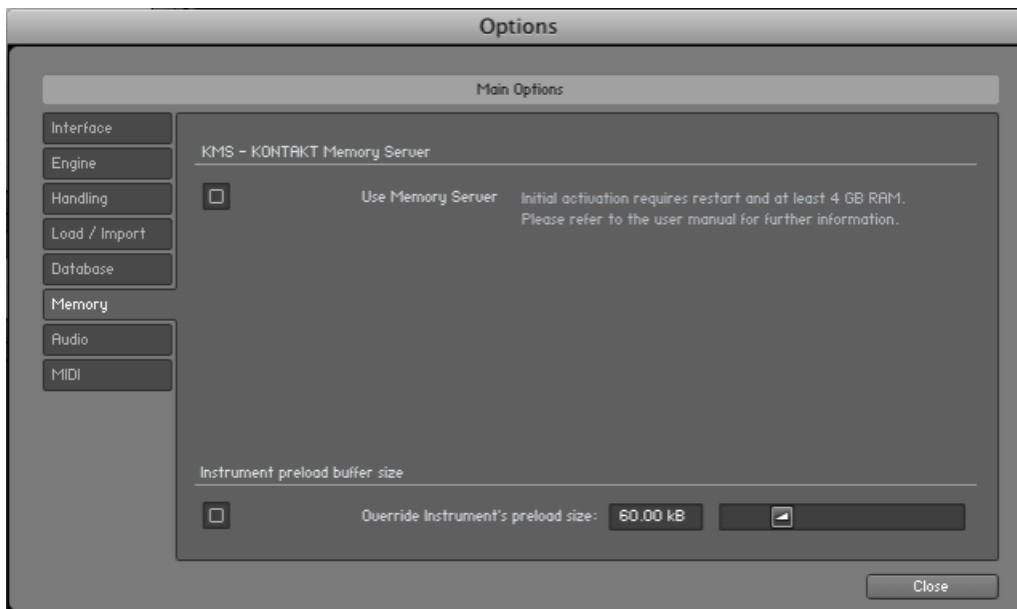 Options
Main Options
Interface
Engine
Handling
Load / Import
Database
Memory
Audio
MIDI
KMS - KONTAKT Memory Server
Use Memory Server
Initial activation requires restart and at least 4 GB RAM.
Please refer to the user manual for further information.
Instrument preload buffer size
Override Instrument's preload size: 60.00 kB
Close